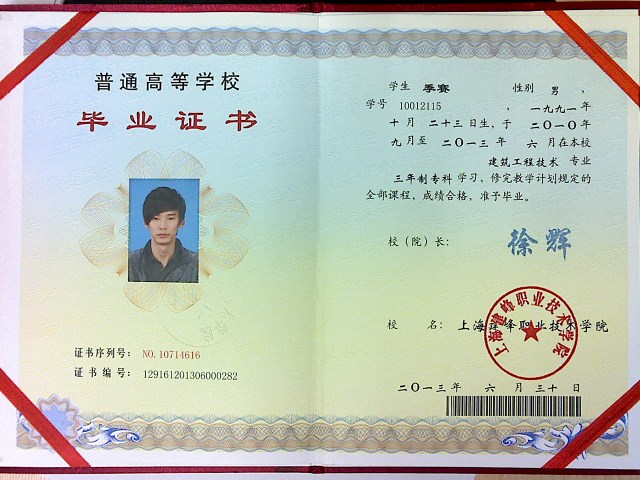 普通高等学校
毕业证书
证书序列号： NO.10714616
证书编号： 129161201306000282
学生 季赛 性别 男，
学号 10012115 ，一九九一年
十月二十三日生，于 二〇一〇年
九月至 二〇一三年 六月在本校
建筑工程技术 专业
三年制专科学习，修完教学计划规定的
全部课程，成绩合格，准予毕业。
校（院）长： 徐辉
校 名：上海建峰职业技术学院
上海建峰职业技术学院
二〇一三年 六月三十日